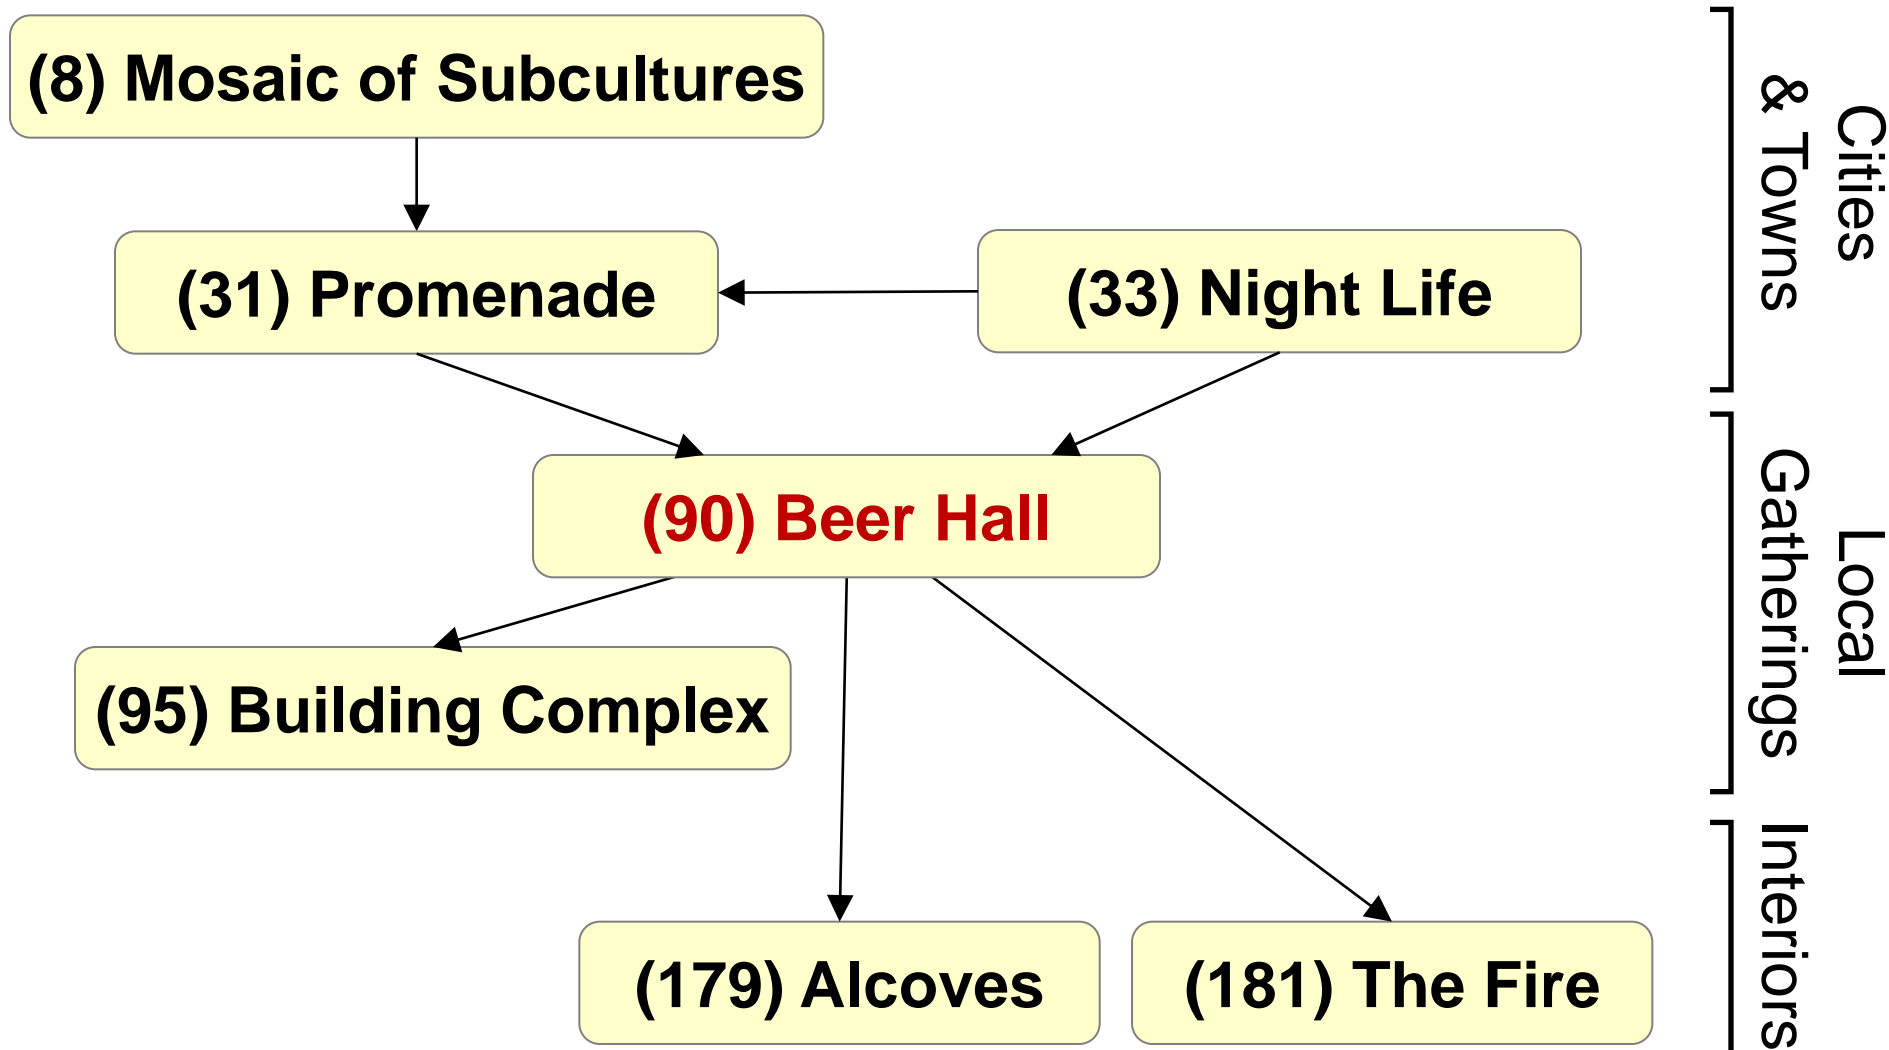 (8) Mosaic of Subcultures
(31) Promenade
(33) Night Life
Cities
& Towns
(90) Beer Hall
(95) Building Complex
Local
Gatherings
(179) Alcoves
(181) The Fire
Interiors